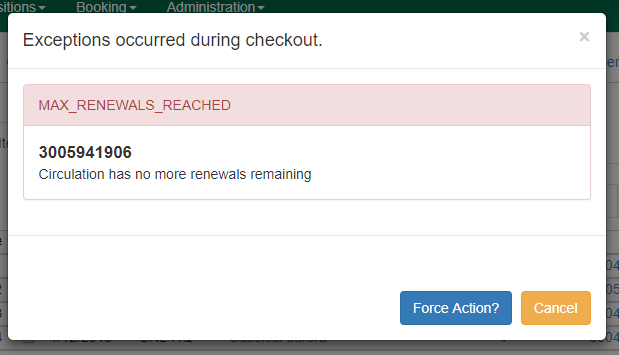 Booking Administration
Exceptions occurred during checkout. ×
MAX_RENEWALS_REACHED
3005941906
Circulation has no more renewals remaining
Force Action? Cancel